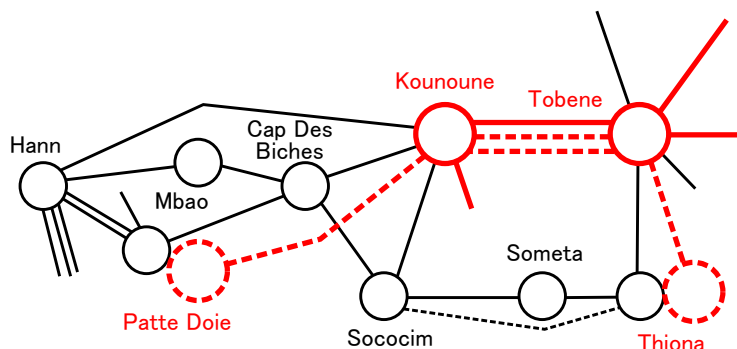 Kounoune
Tobene
Cap Des
Biches
Hann
Mbao
Someta
Patte Doie
Sococim
Thiona